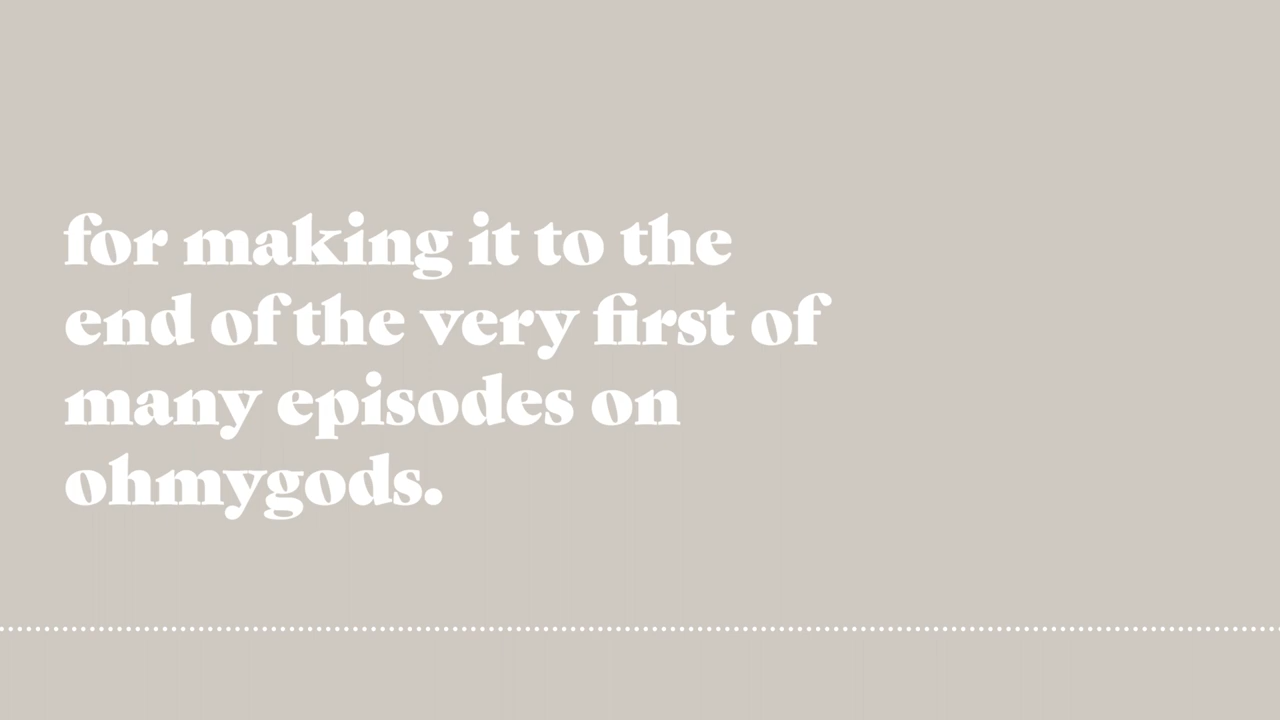 for making it to the
end of the very first of
many episodes on
ohmygods.